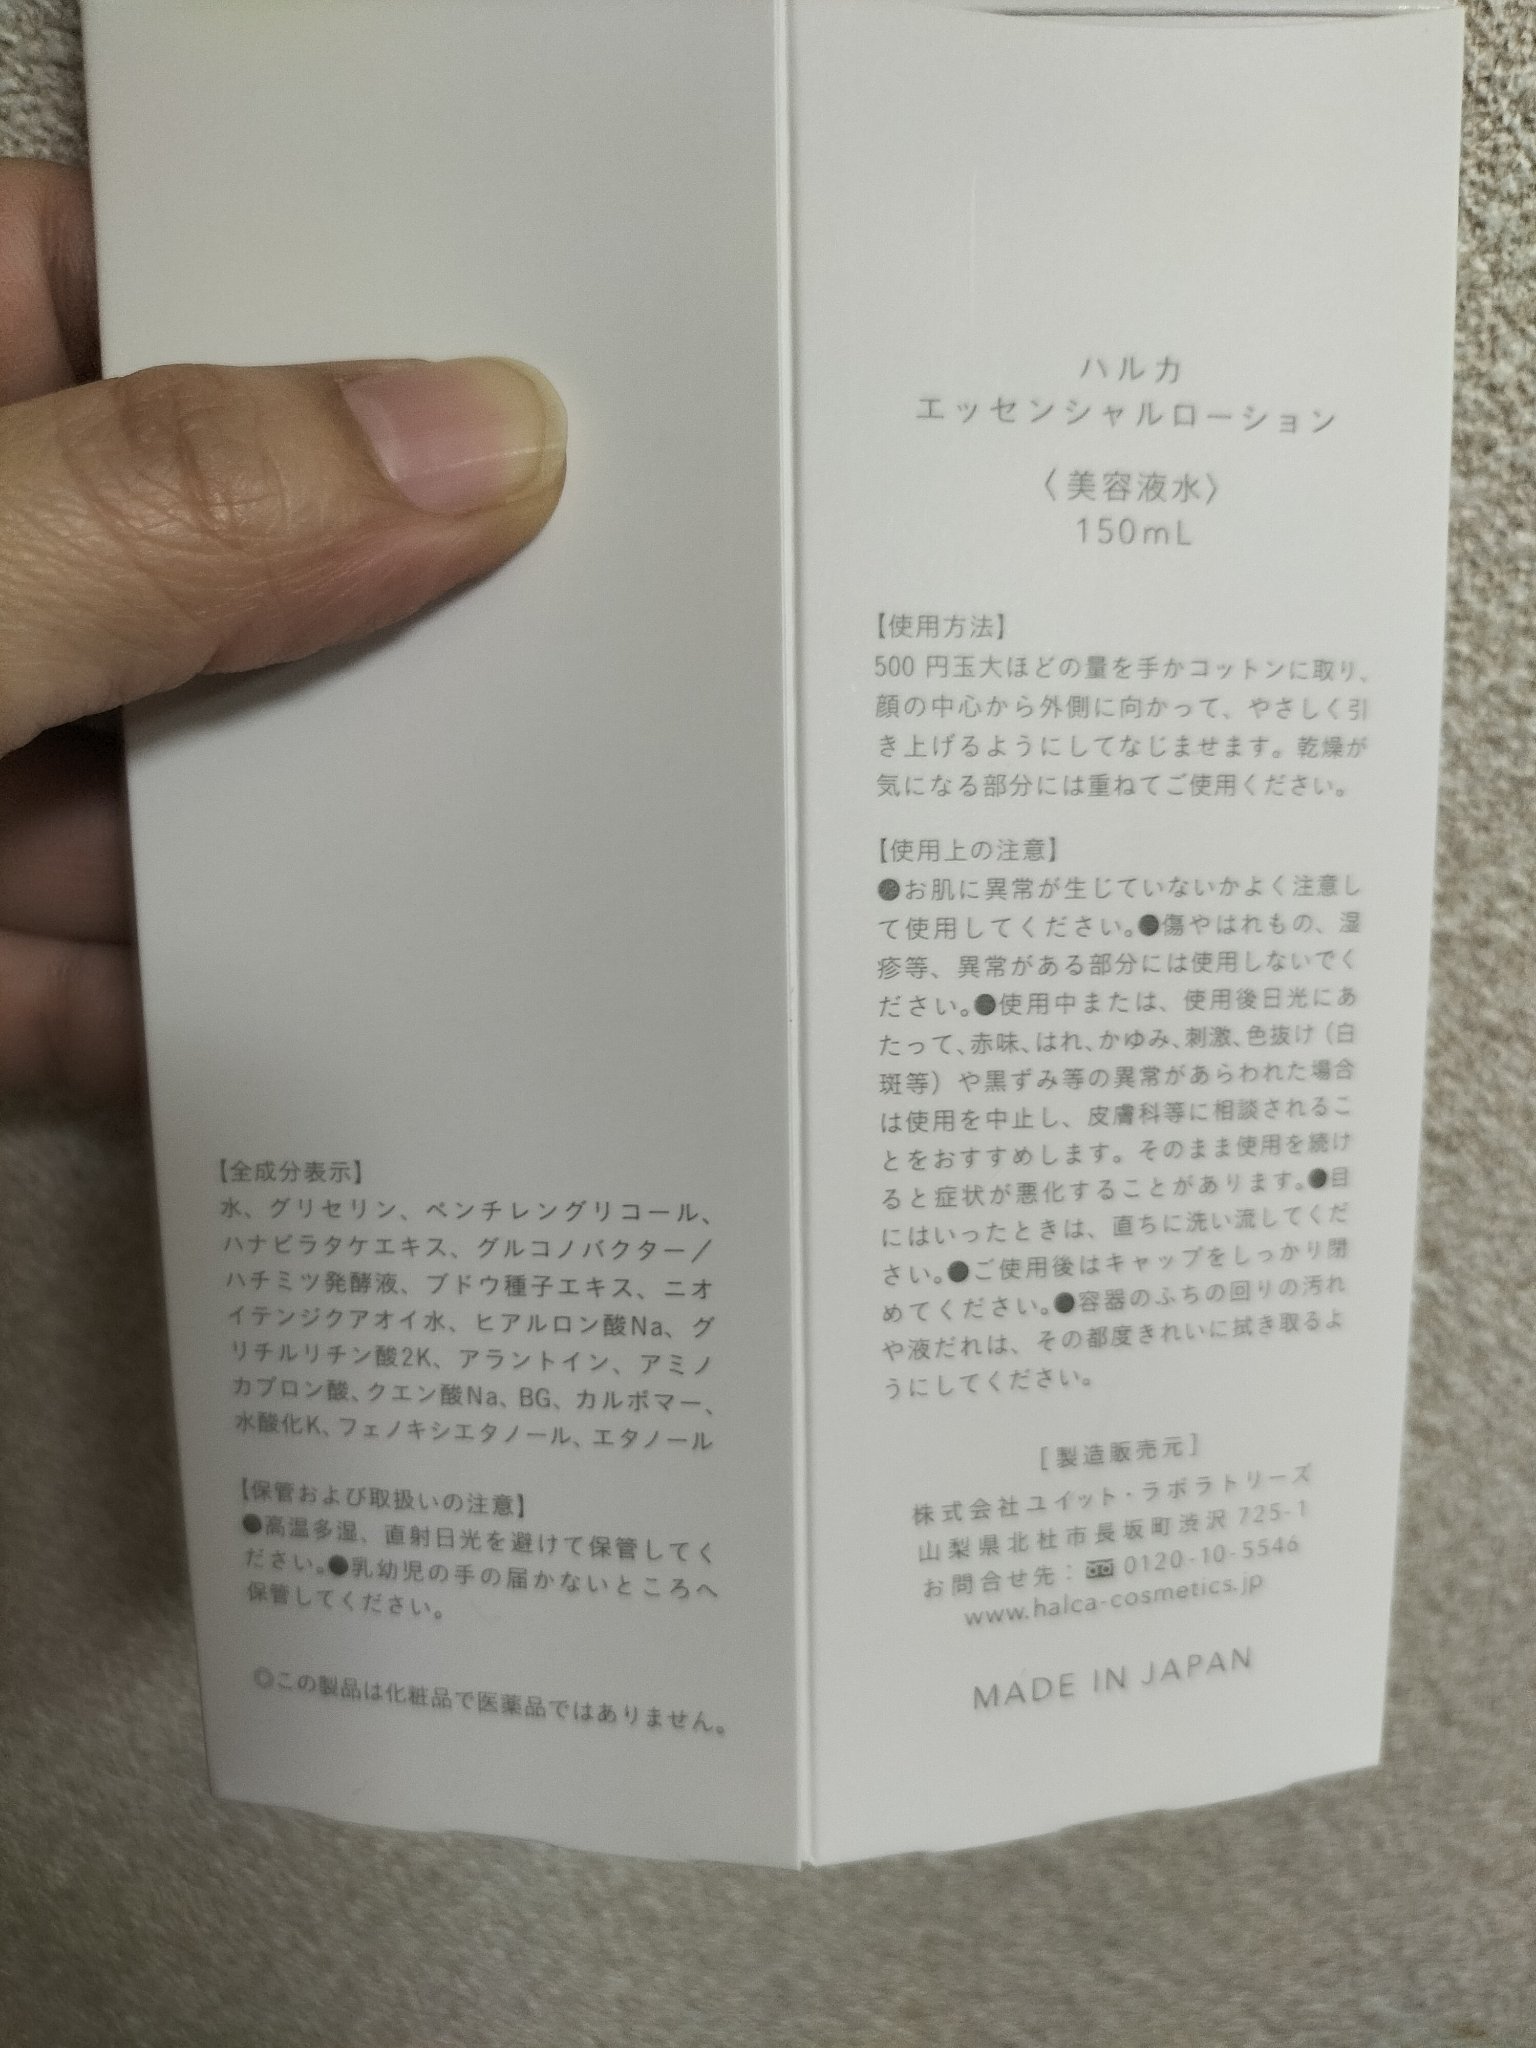 ハルカ
エッセンシャルローション
〈美容液水〉
150mL
【使用方法】
500 円玉大ほどの量を手かコットンに取り、
顔の中心から外側に向かって、やさしく引
き上げるようにしてなじませます。乾燥が
気になる部分には重ねてご使用ください。
【使用上の注意】
●お肌に異常が生じていないかよく注意し
て使用してください。●傷やはれもの、湿
疹等、異常がある部分には使用しないでく
ださい。●使用中または、使用後日光にあ
たって、赤味、はれ、かゆみ、刺激、色抜け（白
斑等）や黒ずみ等の異常があらわれた場合
は使用を中止し、皮膚科等に相談されるこ
とをおすすめします。そのまま使用を続け
ると症状が悪化することがあります。●目
にはいったときは、直ちに洗い流してくだ
さい。●ご使用後はキャップをしっかり閉
めてください。●容器のふちの回りの汚れ
や液だれは、その都度きれいに拭き取るよ
うにしてください。
［製造販売元］
株式会社ユイット・ラボラトリーズ
山梨県北杜市長坂町渋沢 725-1
お問合せ先： 0120-10-5546
www.halca-cosmetics.jp
MADE IN JAPAN
【全成分表示】
水、グリセリン、ペンチレングリコール、
ハナビラタケエキス、グルコノバクター／
ハチミツ発酵液、ブドウ種子エキス、ニオ
イテンジクアオイ水、ヒアルロン酸Na、グ
リチルリチン酸2K、アラントイン、アミノ
カプロン酸、クエン酸Na、BG、カルボマー、
水酸化K、フェノキシエタノール、エタノール
【保管および取扱いの注意】
●高温多湿、直射日光を避けて保管してく
ださい。●乳幼児の手の届かないところへ
保管してください。
◎この製品は化粧品で医薬品ではありません。